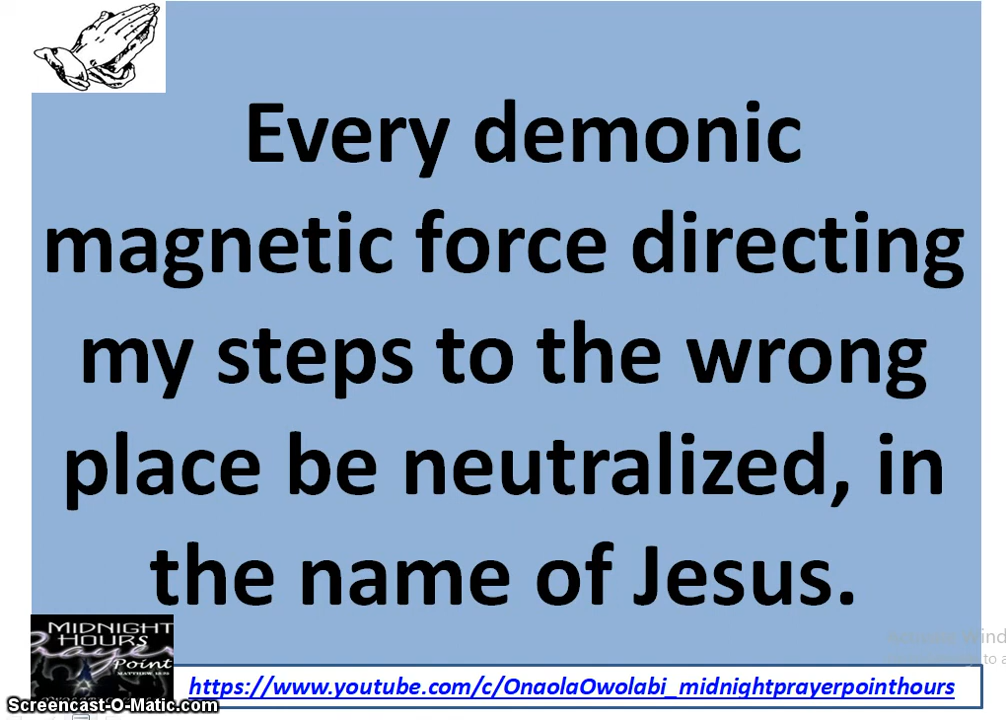 Every demonic
magnetic force directing
my steps to the wrong
place be neutralized, in
the name of Jesus.
MIDNIGHT
HOURS
Prayer
Point
https://www.youtube.com/c/OnaolaOwolabi_midnightprayerpointhours
Screencast-O-Matic.com